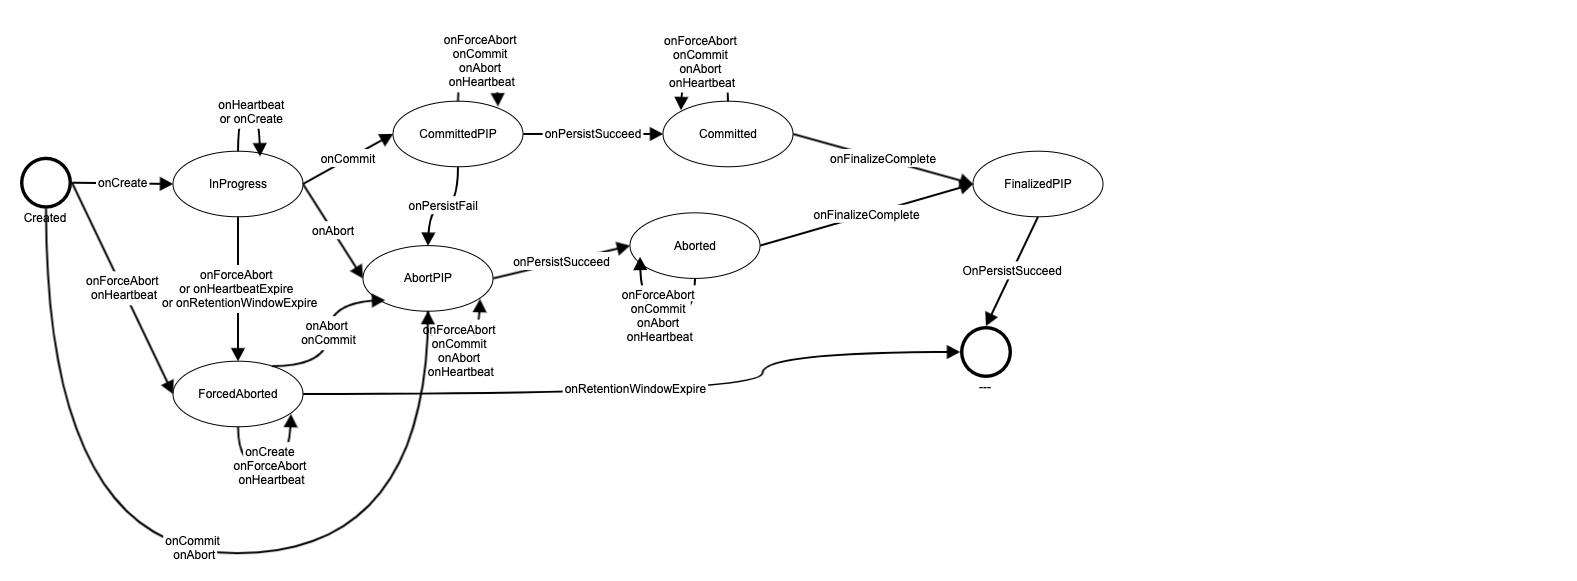 onForceAbort
onCommit
onAbort
onHeartbeat
onForceAbort
onCommit
onAbort
onHeartbeat
onHeartbeat
or onCreate
CommittedPIP
onPersistSucceed
Committed
onCommit
onFinalizeComplete
onCreate
InProgress
FinalizedPIP
Created
onPersistFail
onFinalizeComplete
onAbort
Aborted
onPersistSucceed
OnPersistSucceed
onForceAbort
onHeartbeat
onForceAbort
or onHeartbeatExpire
or onRetentionWindowExpire
AbortPIP
onForceAbort
onCommit
onAbort
onHeartbeat
onAbort
onCommit
onForceAbort
onCommit
onAbort
onHeartbeat
---
onRetentionWindowExpire
ForcedAborted
onCreate
onForceAbort
onHeartbeat
onCommit
onAbort